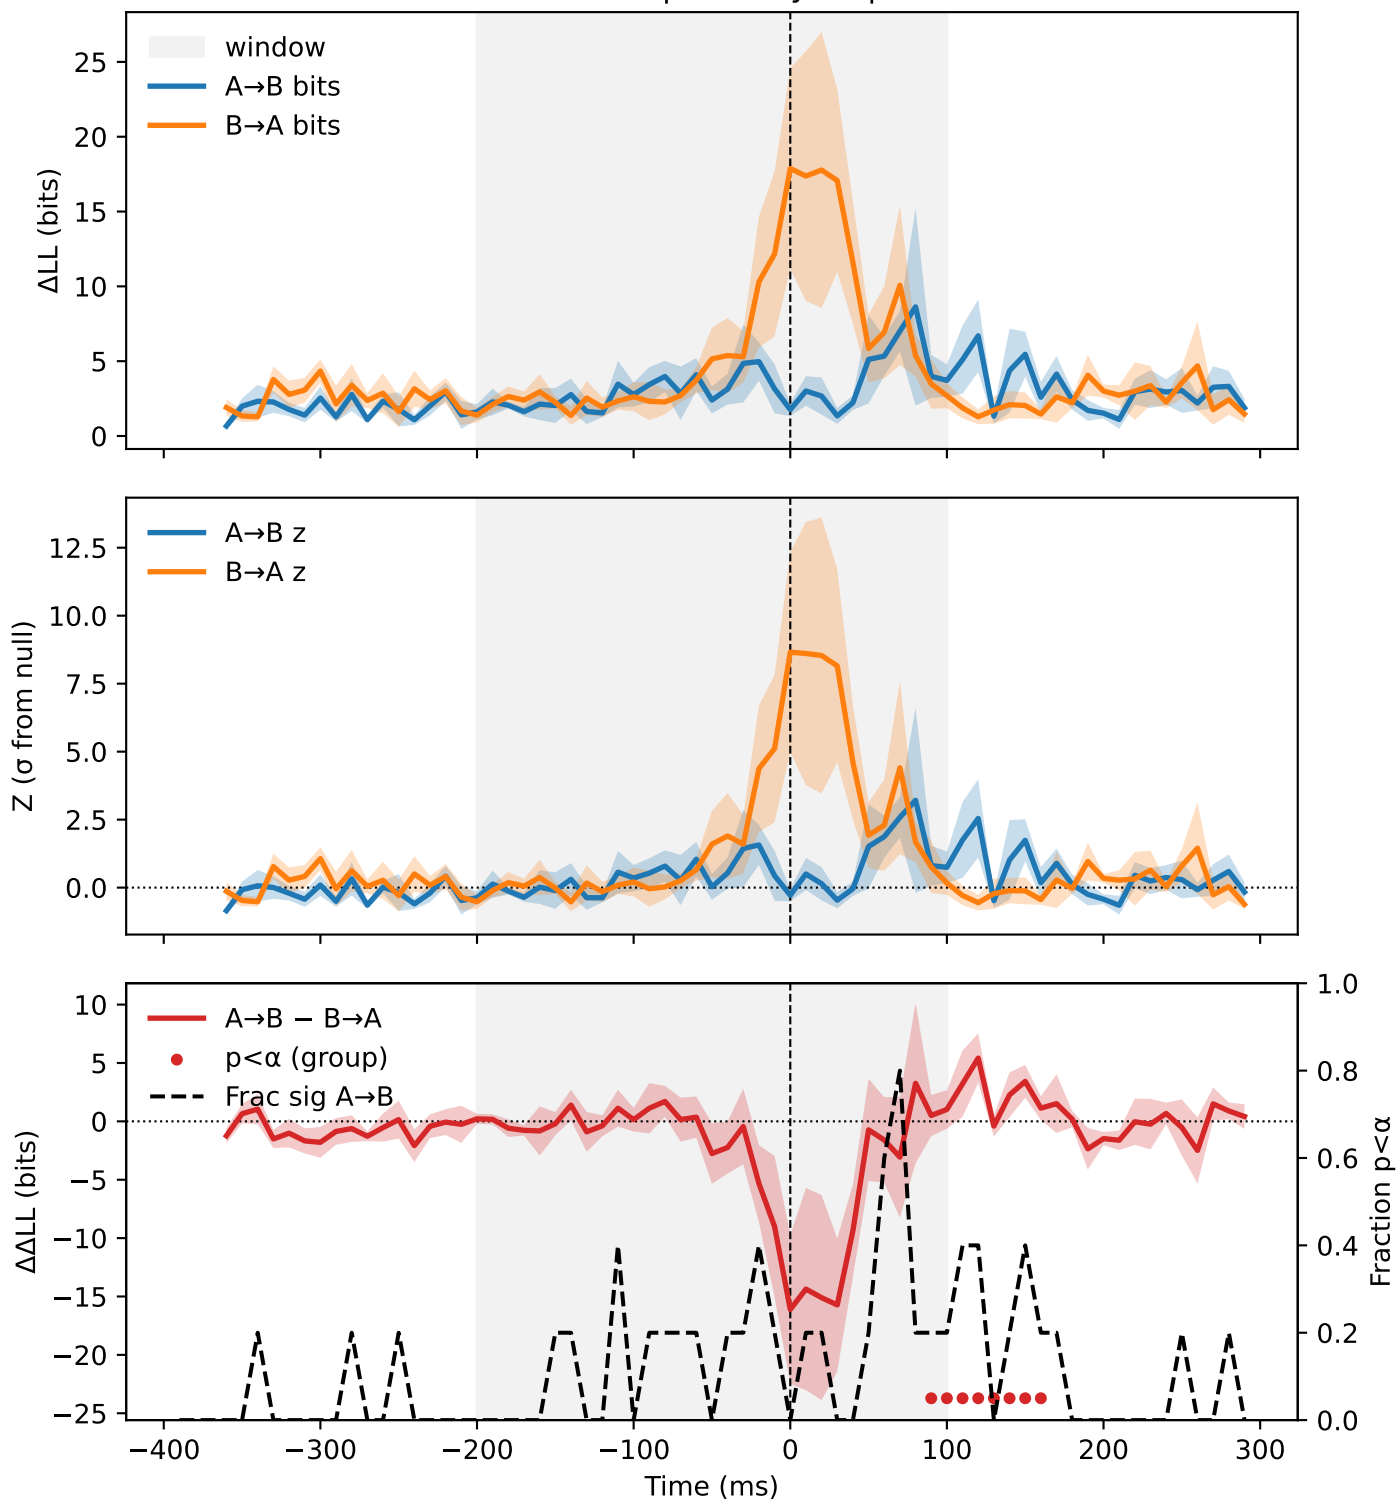 window
A→B bits
B→A bits
ΔLL (bits)
25
20
15
10
5
0
A→B z
B→A z
Z (σ from null)
12.5
10.0
7.5
5.0
2.5
0.0
A→B − B→A
p<α (group)
Frac sig A→B
ΔΔLL (bits)
10
5
0
−5
−10
−15
−20
−25
1.0
0.8
0.6
0.4
0.2
0.0
Fraction p<α
−400
−300
−200
−100
0
100
200
300
Time (ms)